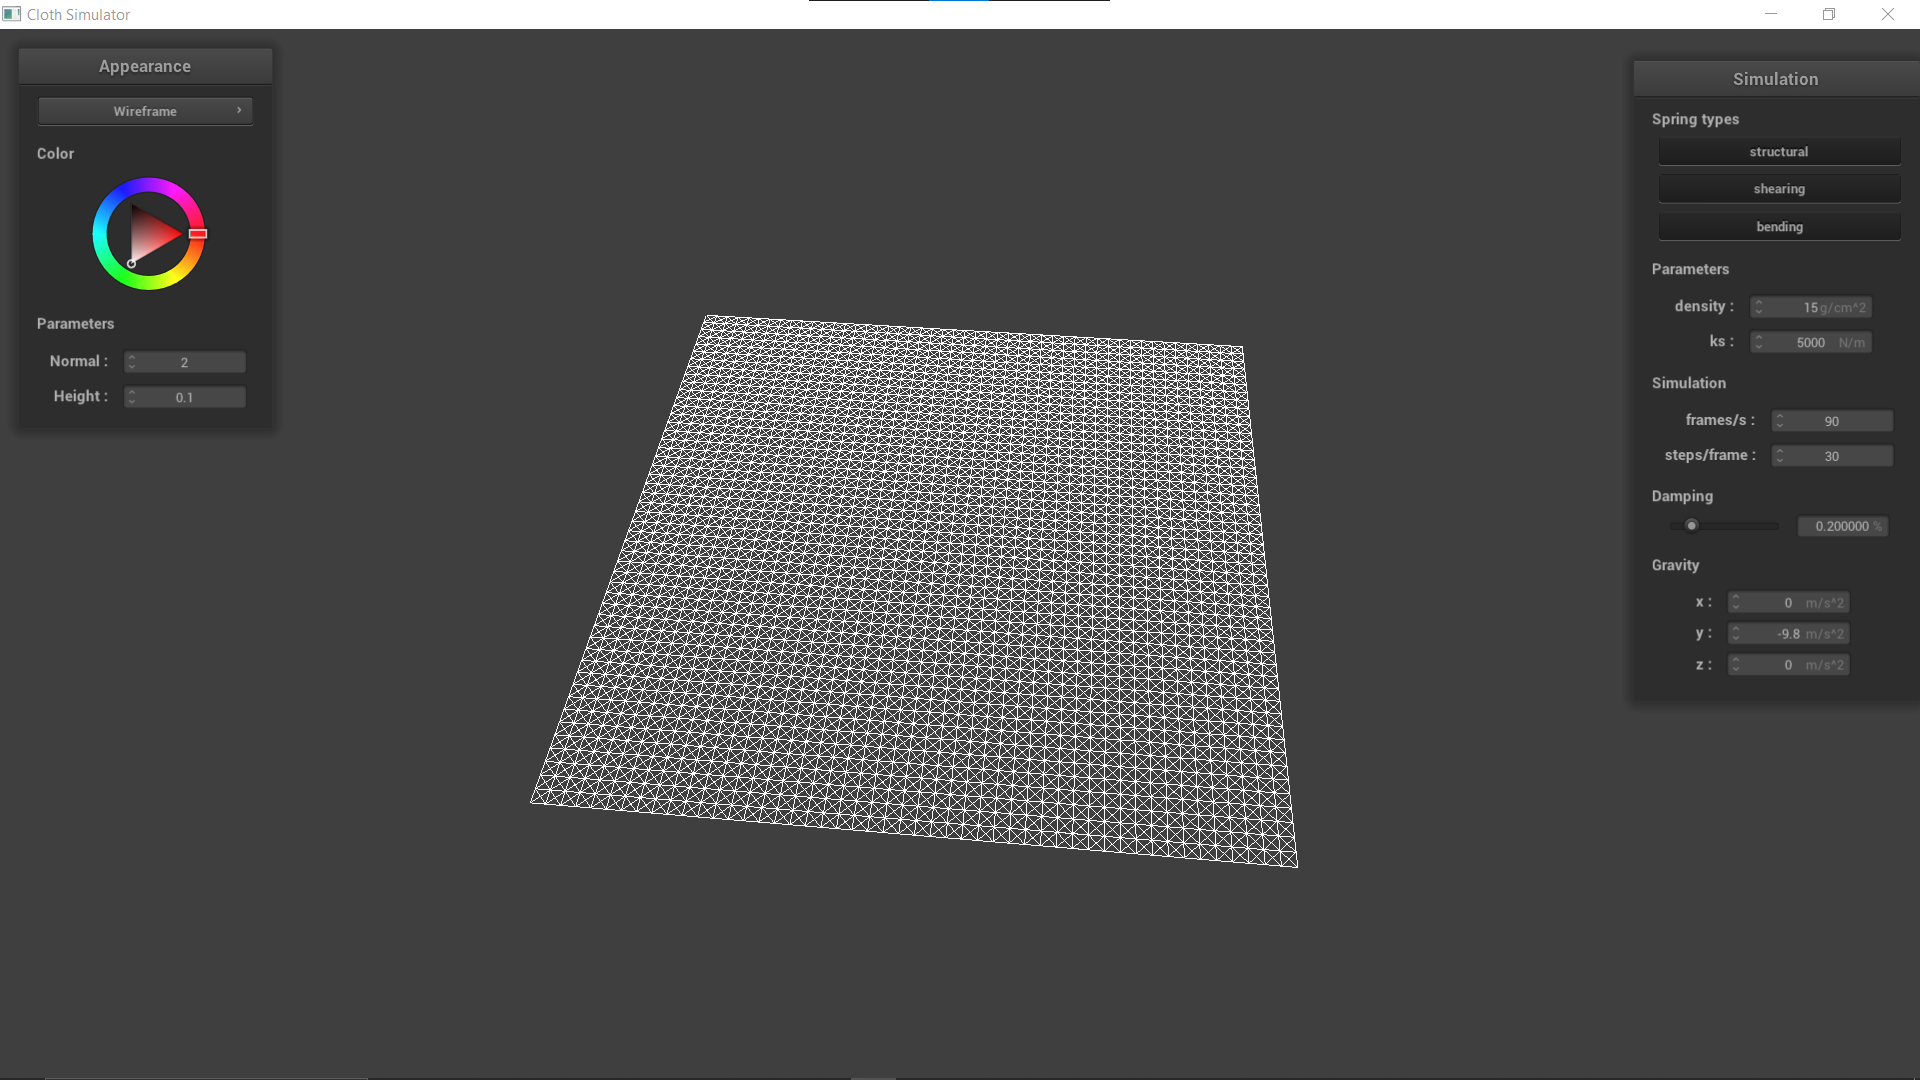 Cloth Simulator
Appearance
Wireframe
Color
Parameters
Normal : 2
Height : 0.1
Simulation
Spring types
structural
shearing
bending
Parameters
density : 15 g/cm^2
ks : 5000 N/m
Simulation
frames/s : 90
steps/frame : 30
Damping
0.200000 %
Gravity
x : 0 m/s^2
y : -9.8 m/s^2
z : 0 m/s^2